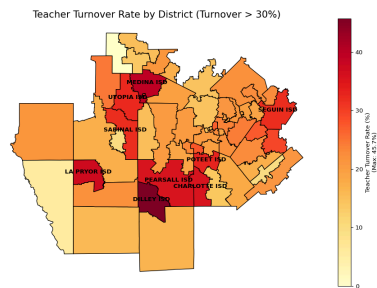 Teacher Turnover Rate by District (Turnover > 30%)
MEDINA ISD
UTOPIA ISD
SEGUIN ISD
SABINAL ISD
POTEET ISD
LA PRYOR ISD
PEARSALL ISD
CHARLOTTE ISD
DILLEY ISD
40
30
20
10
0
Teacher Turnover Rate (%)
(Max: 45.7%)